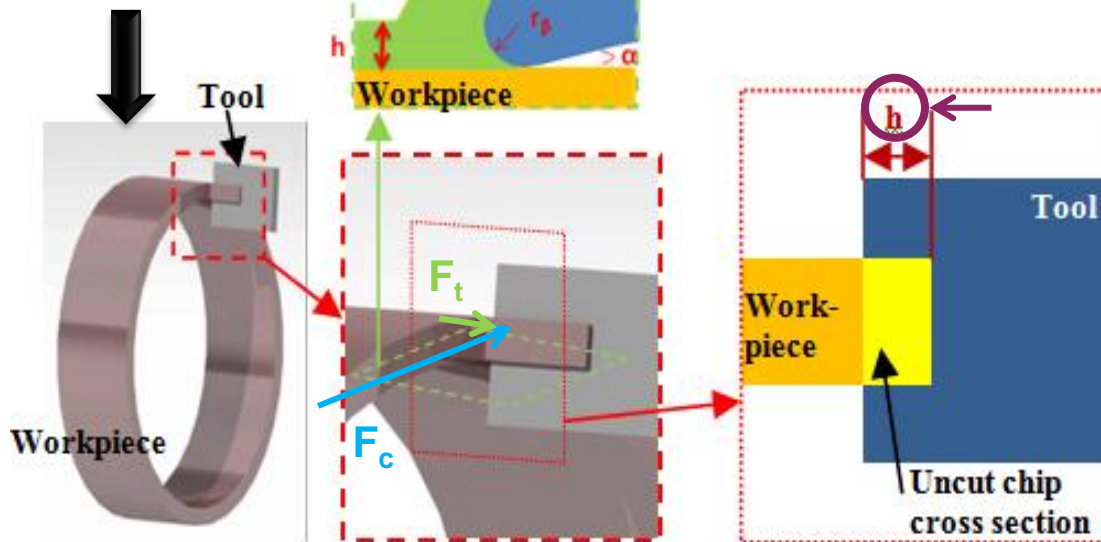 Tool
Workpiece
h
r β
α
Workpiece
F t
F c
h
Tool
Work-
piece
Uncut chip
cross section